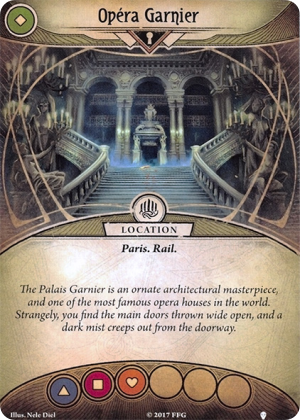 Opéra Garnier
LOCATION
Paris. Rail.
The Palais Garnier is an ornate architectural masterpiece,
and one of the most famous opera houses in the world.
Strangely, you find the main doors thrown wide open, and a
dark mist creeps out from the doorway.
Illus. Nele Diel
© 2017 FFG